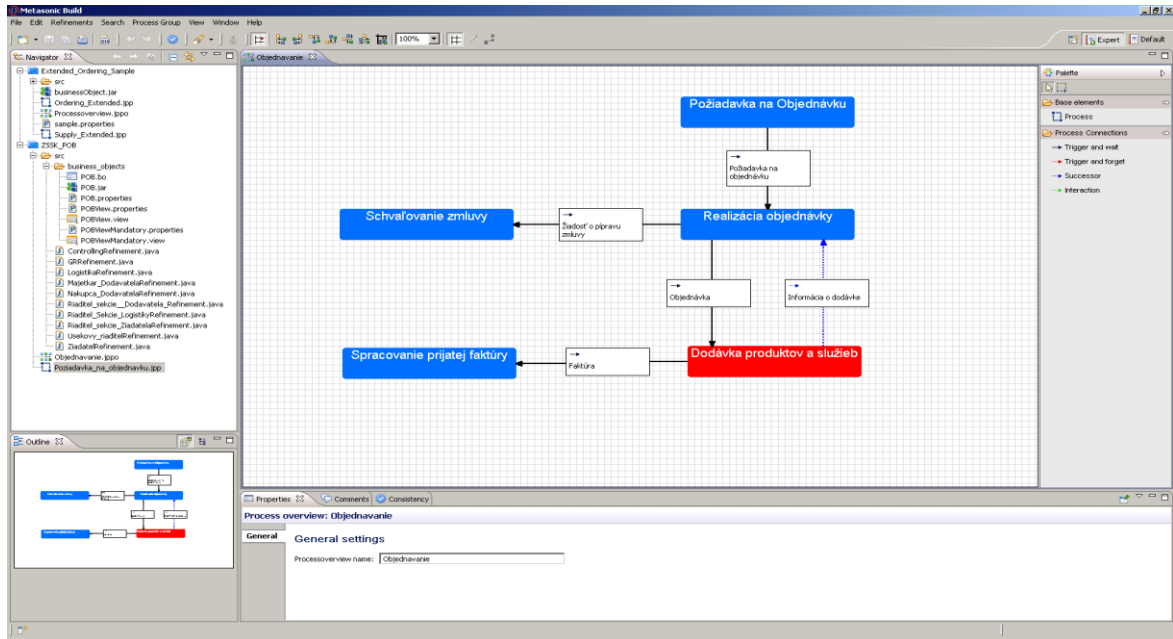 Metasonic Build
File Edit Refinements Search Process Group View Window Help
100%
Expert
Default
Navigator
Extended_Ordering_Sample
src
businessObject.jar
Ordering_Extended.jpp
Processoverview.jppo
sample.properties
Supply_Extended.jpp
ZSSK_POB
src
business_objects
POB.bo
POB.jar
POB.properties
POBView.properties
POBView.view
POBViewMandatory.properties
POBViewMandatory.view
ControllingRefinement.java
GRRefinement.java
LogistikaRefinement.java
Majetkar_DodavatelaRefinement.java
Nakupca_DodavatelaRefinement.java
Riaditel_sekcie__Dodavatela_Refinement.java
Riaditel_Sekcie_LogistikyRefinement.java
Riaditel_sekcie_ZiadatelaRefinement.java
Usekovy_riaditelRefinement.java
ZiadatelRefinement.java
Objednavanie.jppo
Poziadavka_na_objednavku.jpp
Objednavanie
Požiadavka na Objednávku
Požiadavka na
objednávku
Schvaľovanie zmluvy
Žiadosť o pípravu
zmluvy
Realizácia objednávky
Objednávka
Informácia o dodávke
Spracovanie prijatej faktúry
Faktúra
Dodávka produktov a služieb
Palette
Base elements
Process
Process Connections
Trigger and wait
Trigger and forget
Successor
Interaction
Outline
Properties
Comments
Consistency
Process overview: Objednavanie
General
General settings
Processoverview name: Objednavanie